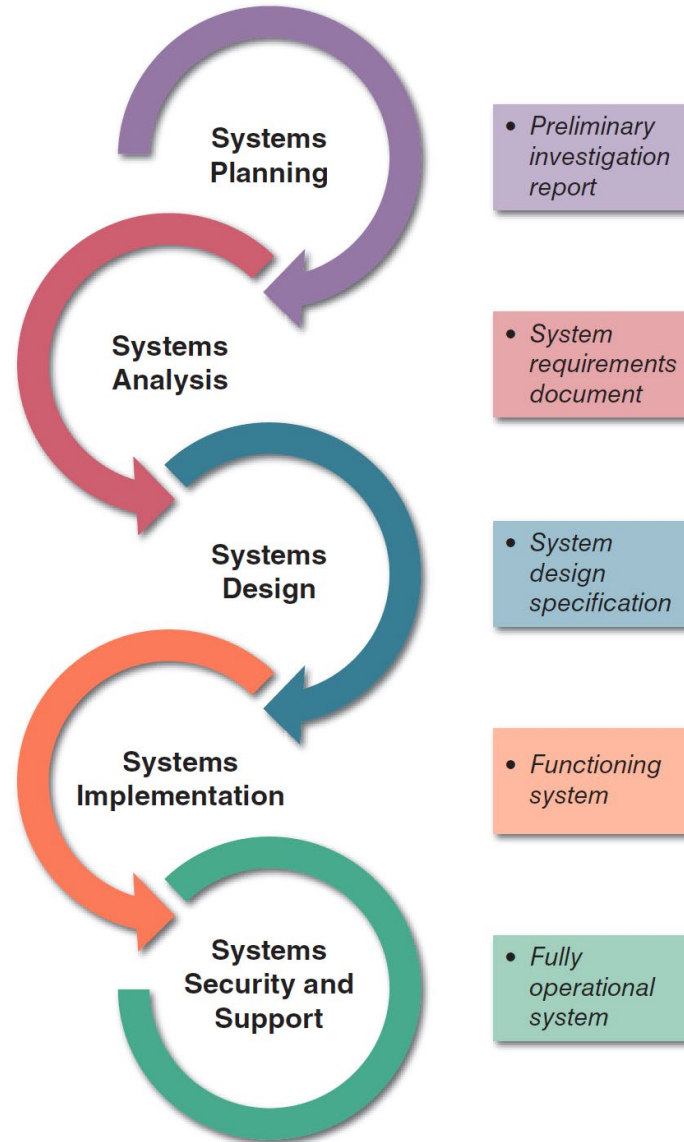 Systems
Planning
• Preliminary
investigation
report
Systems
Analysis
• System
requirements
document
Systems
Design
• System
design
specification
Systems
Implementation
• Functioning
system
Systems
Security and
Support
• Fully
operational
system